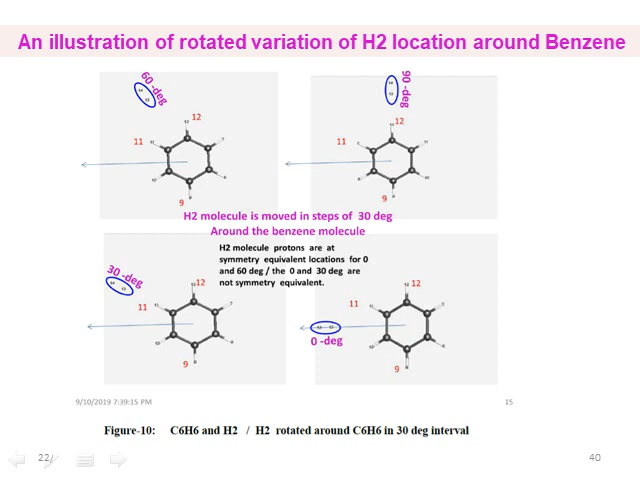 An illustration of rotated variation of H2 location around Benzene
60 -deg
90 -deg
12
11
9
12
11
9
H2 molecule is moved in steps of 30 deg
Around the benzene molecule
H2 molecule protons are at
symmetry equivalent locations for 0
and 60 deg / the 0 and 30 deg are
not symmetry equivalent.
30 -deg
12
11
9
12
11
0 -deg
9
9/10/2019 7:39:15 PM
15
Figure-10: C6H6 and H2 / H2 rotated around C6H6 in 30 deg interval
22/
40